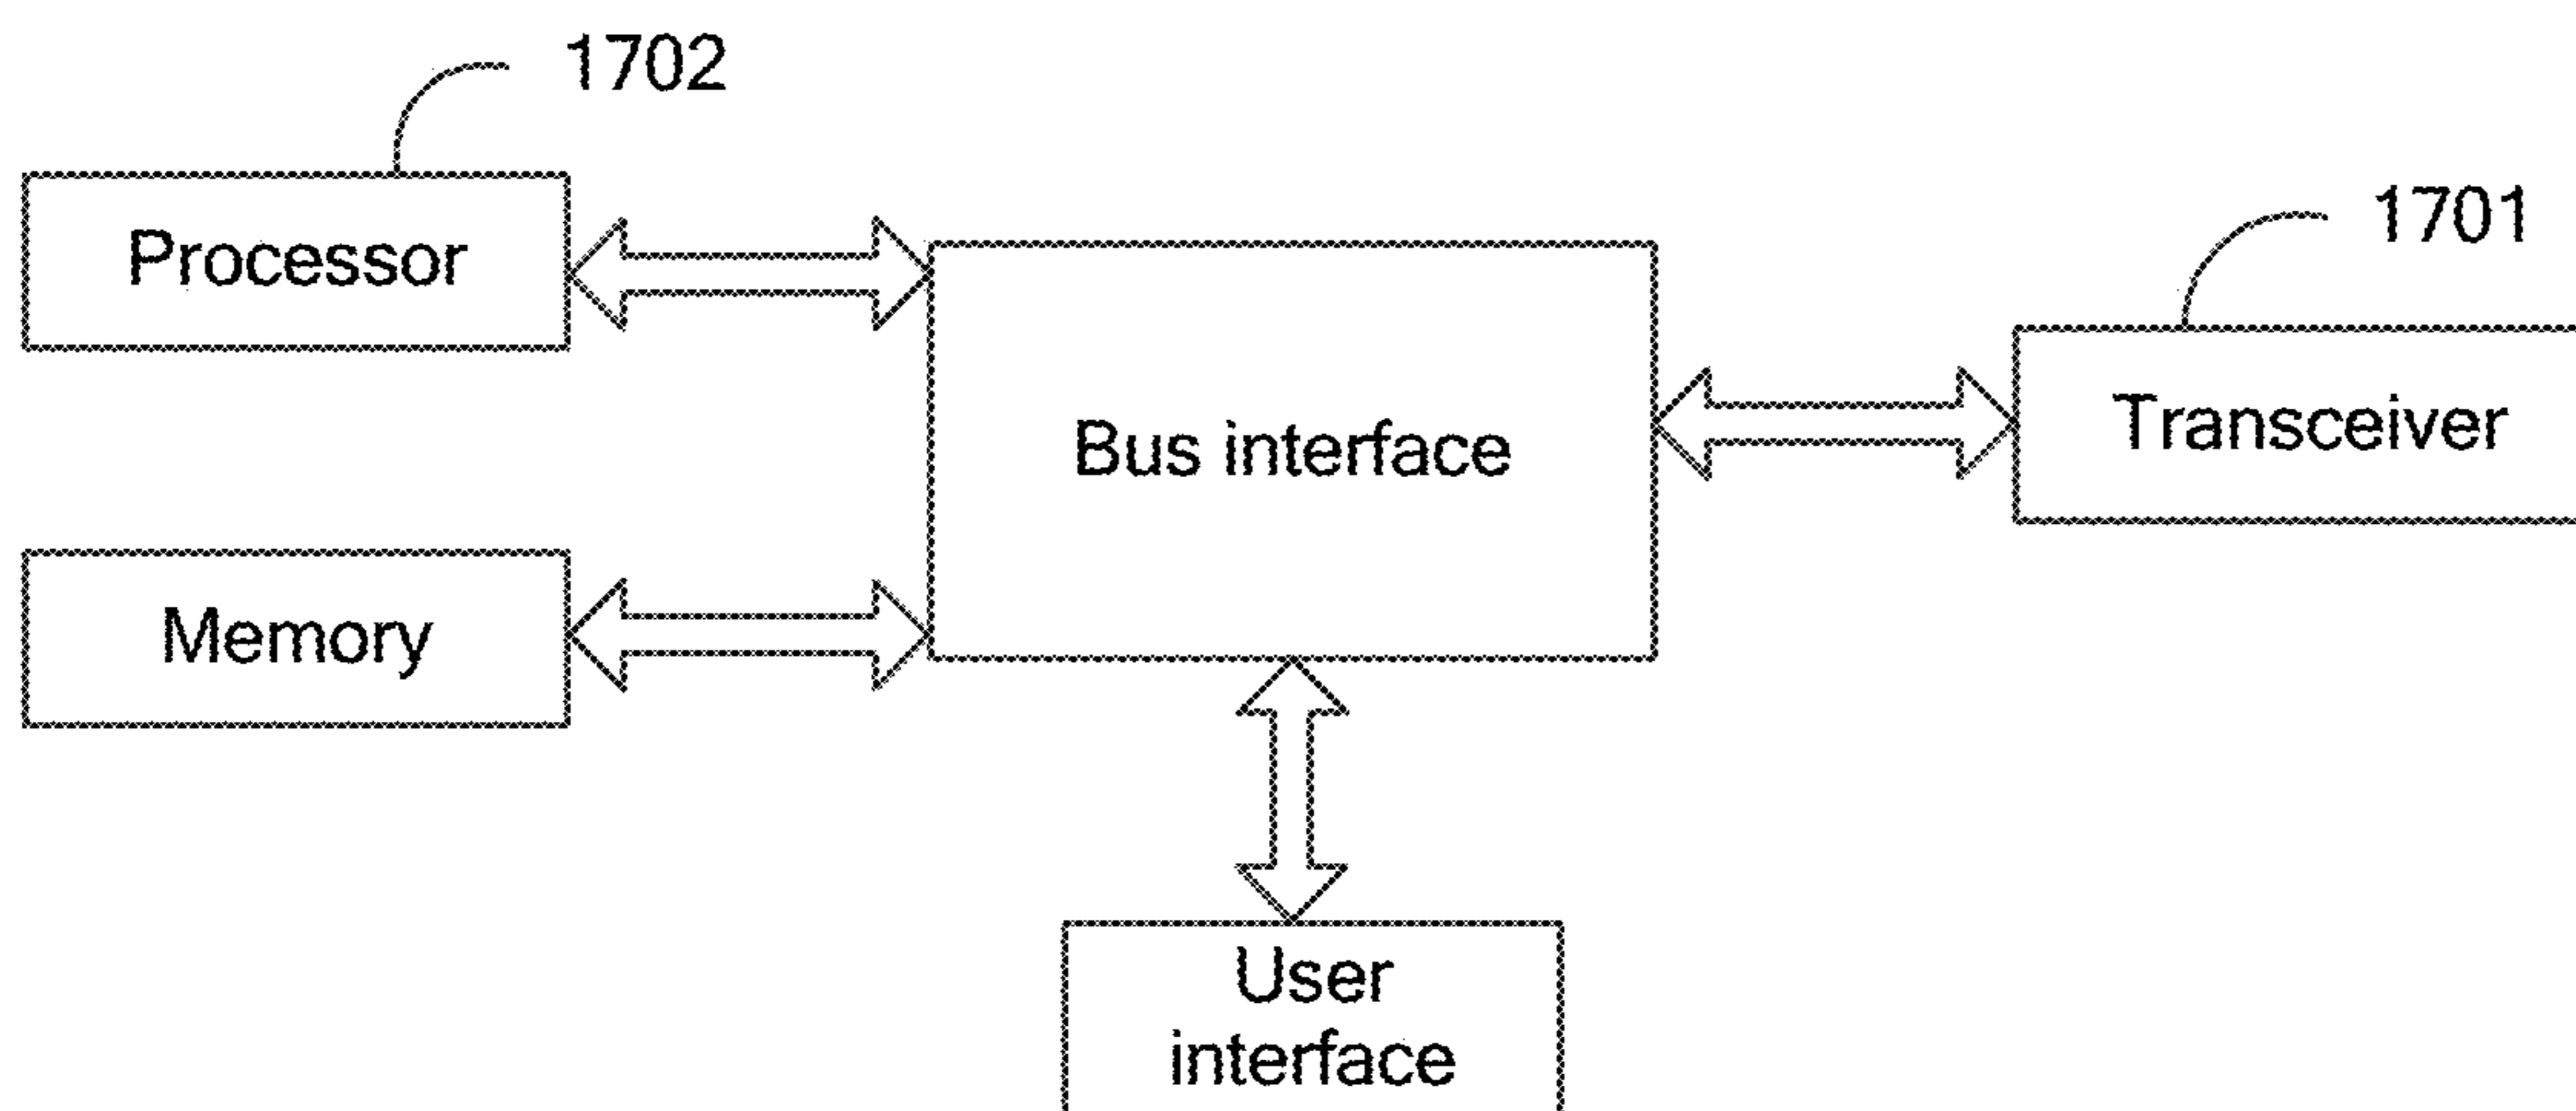 1702
Processor
1701
Transceiver
Bus interface
Memory
User
interface